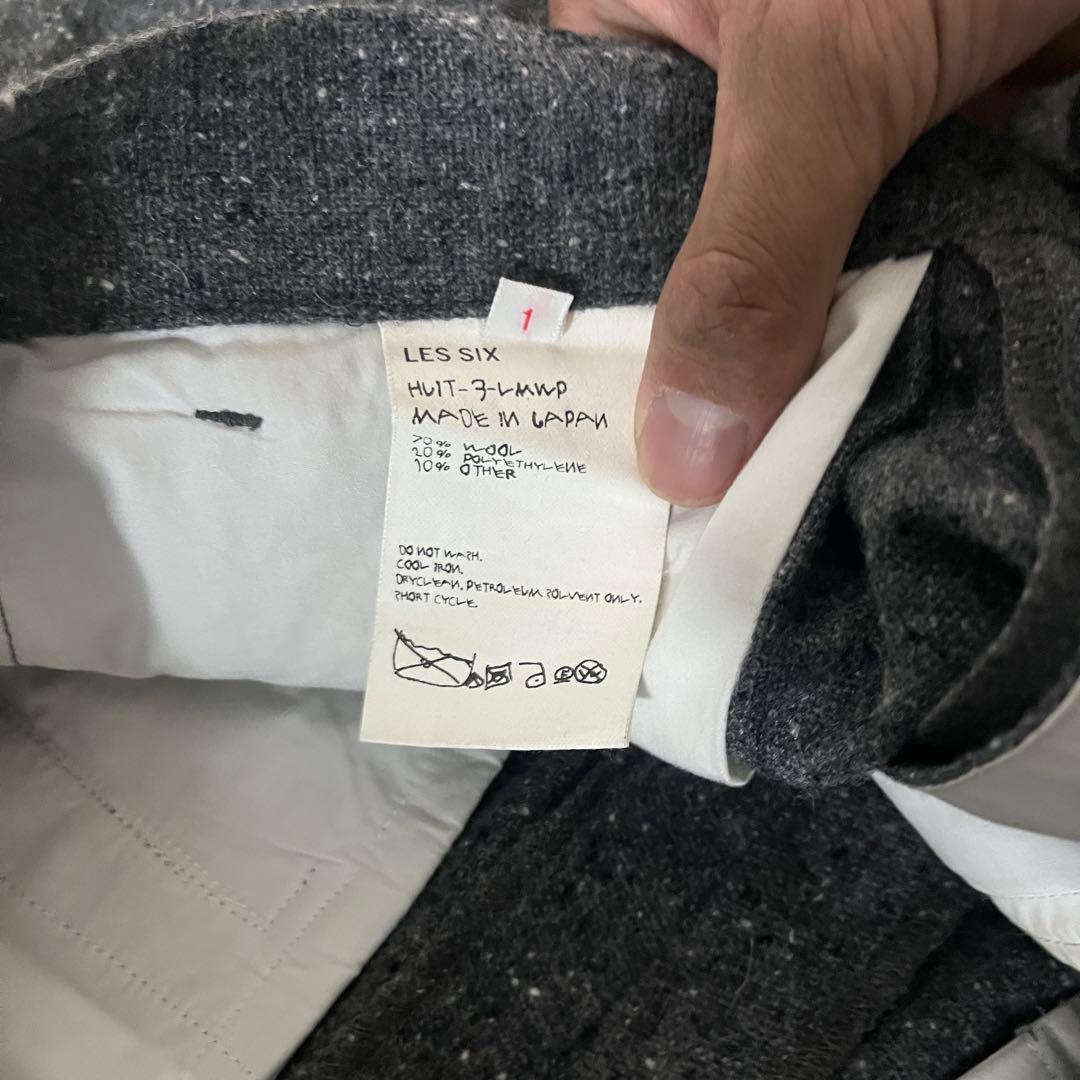 1
LES SIX
HUIT-3-LMWP
MADE IN JAPAN
70% WOOL
20% POLYETHYLENE
10% OTHER
DO NOT WASH.
COOL IRON.
DRYCLEAN. PETROLEUM SOLVENT ONLY.
SHORT CYCLE.